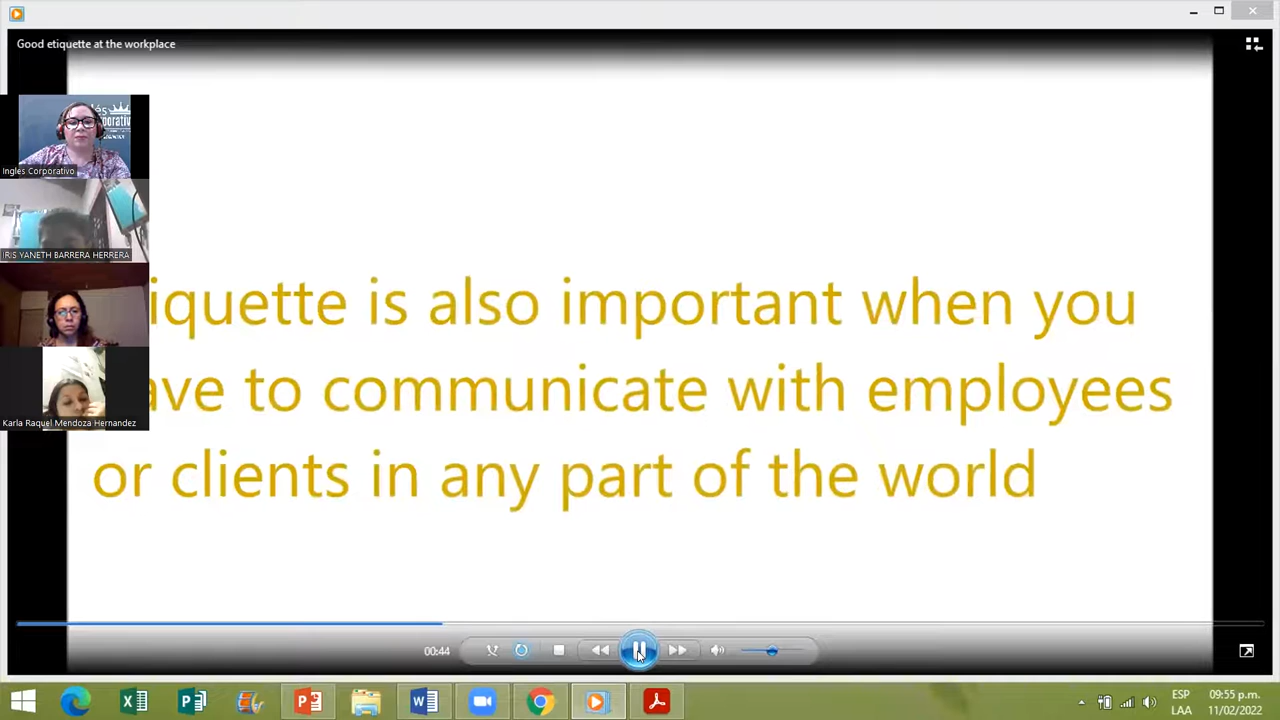 Good etiquette at the workplace
Inglés Corporativo
IRIS YANETH BARRERA HERRERA
Karla Raquel Mendoza Hernandez
iquette is also important when you
ave to communicate with employees
or clients in any part of the world
00:44
ESP
LAA
09:55 p.m.
11/02/2022